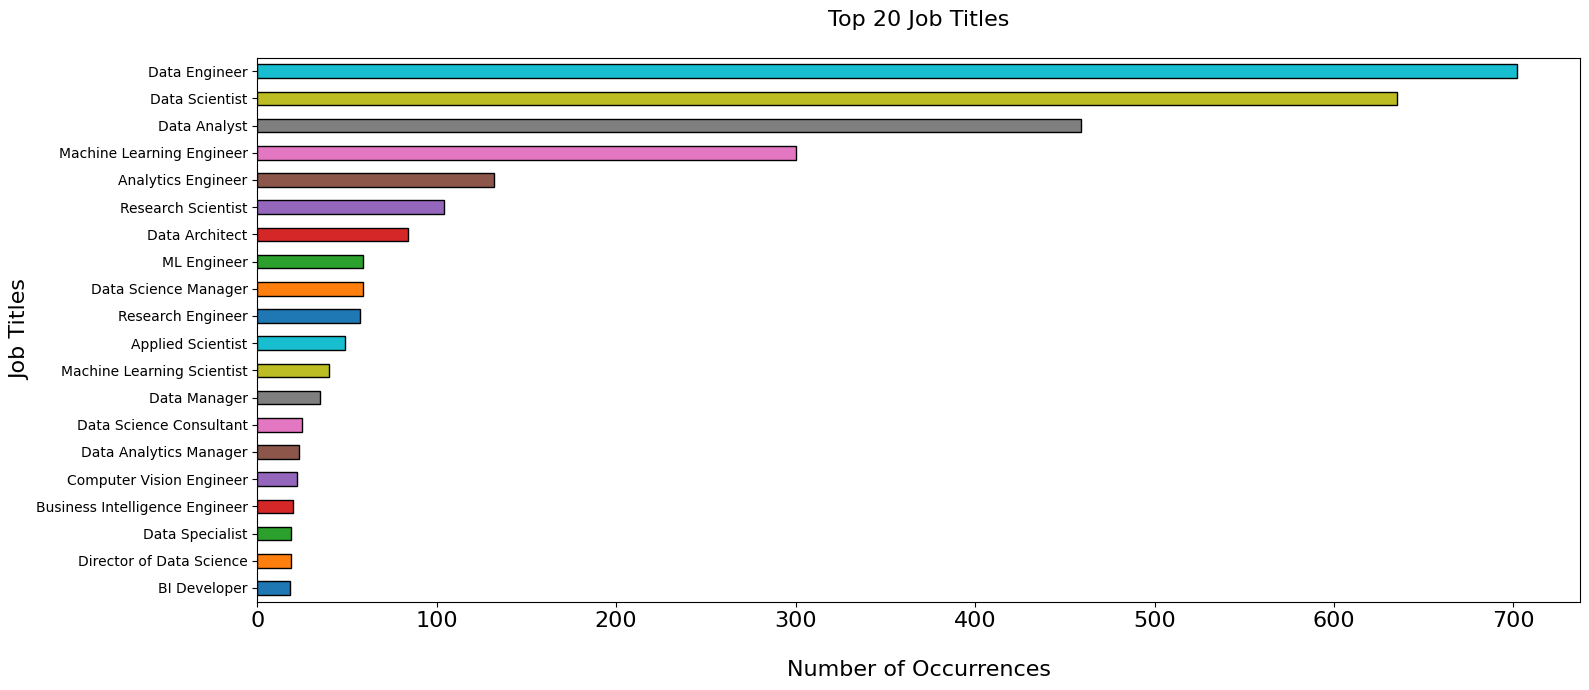 Top 20 Job Titles
Data Engineer
Data Scientist
Data Analyst
Machine Learning Engineer
Analytics Engineer
Research Scientist
Data Architect
ML Engineer
Data Science Manager
Research Engineer
Applied Scientist
Machine Learning Scientist
Data Manager
Data Science Consultant
Data Analytics Manager
Computer Vision Engineer
Business Intelligence Engineer
Data Specialist
Director of Data Science
BI Developer
Job Titles
0 100 200 300 400 500 600 700
Number of Occurrences